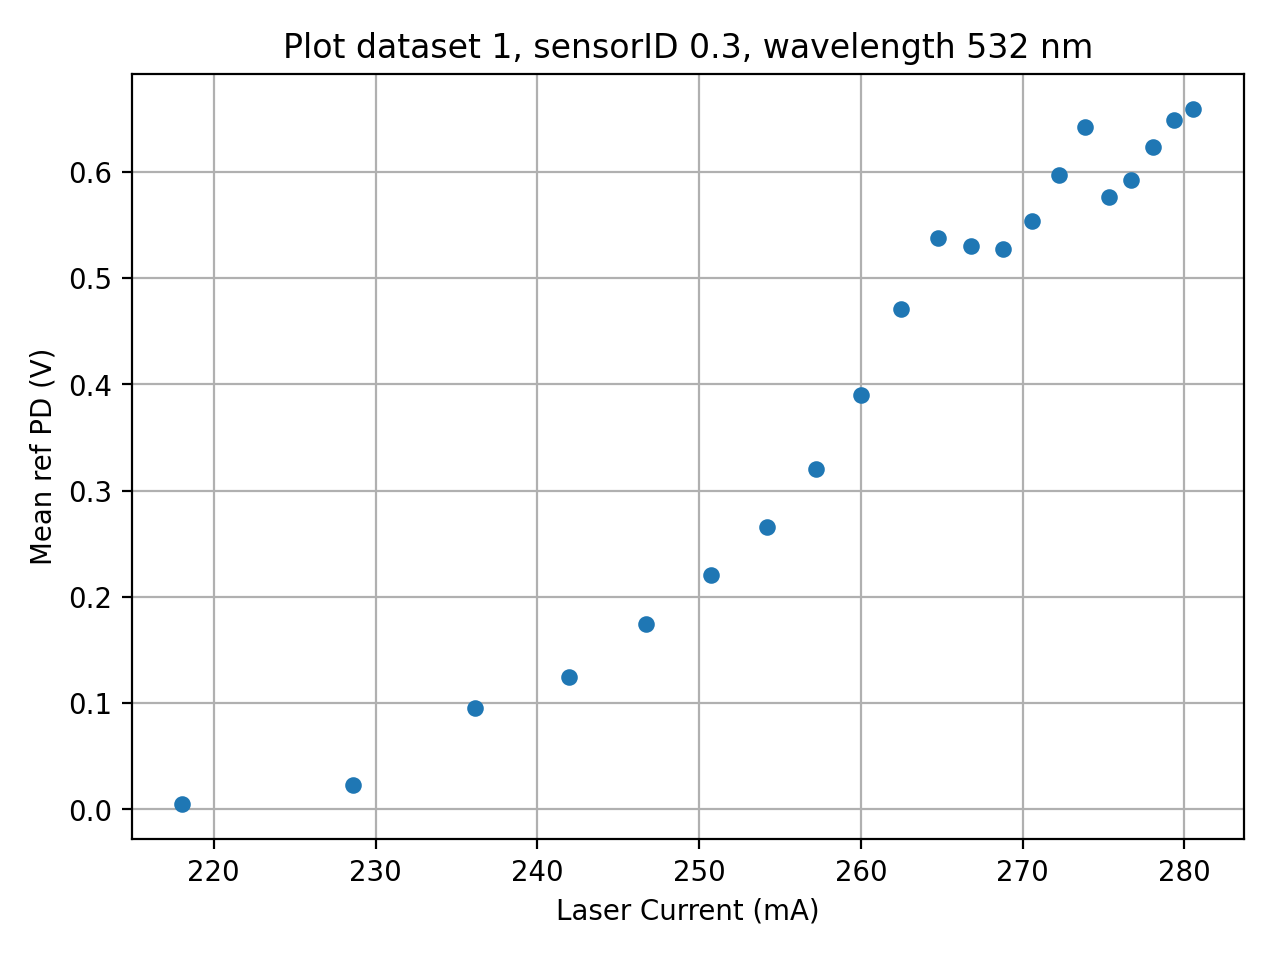 Plot dataset 1, sensorID 0.3, wavelength 532 nm
0.6
0.5
0.4
0.3
0.2
0.1
0.0
Mean ref PD (V)
220 230 240 250 260 270 280
Laser Current (mA)